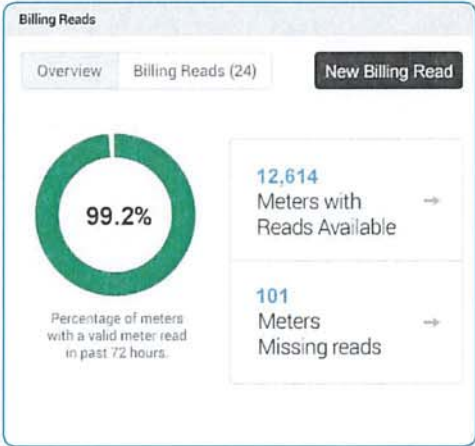 Billing Reads
Overview
Billing Reads (24)
New Billing Read
99.2%
Percentage of meters
with a valid meter read
in past 72 hours.
12,614
Meters with
Reads Available
101
Meters
Missing reads